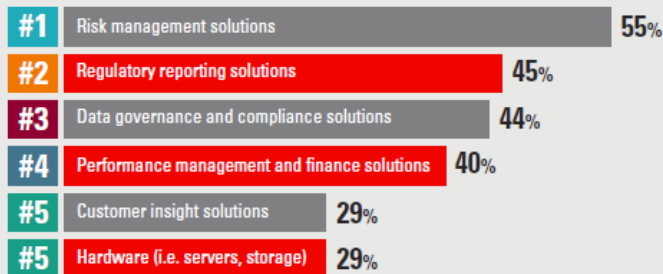 #1 Risk management solutions 55%
#2 Regulatory reporting solutions 45%
#3 Data governance and compliance solutions 44%
#4 Performance management and finance solutions 40%
#5 Customer insight solutions 29%
#5 Hardware (i.e. servers, storage) 29%